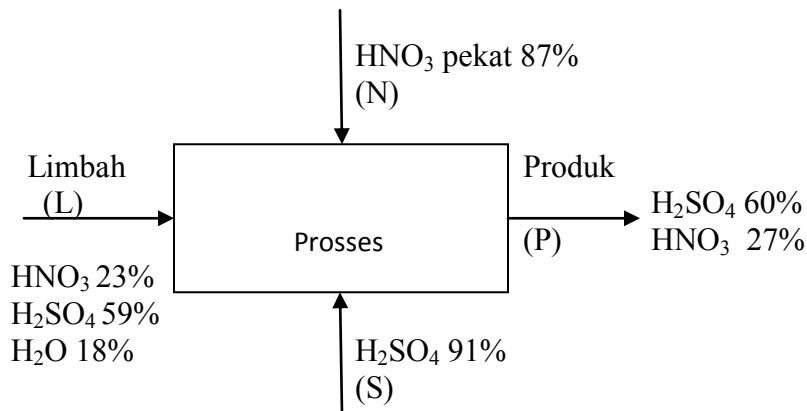 HNO₃ pekat 87%
(N)
Limbah
(L)
HNO₃ 23%
H₂SO₄ 59%
H₂O 18%
Prosses
Produk
(P)
H₂SO₄ 60%
HNO₃ 27%
H₂SO₄ 91%
(S)